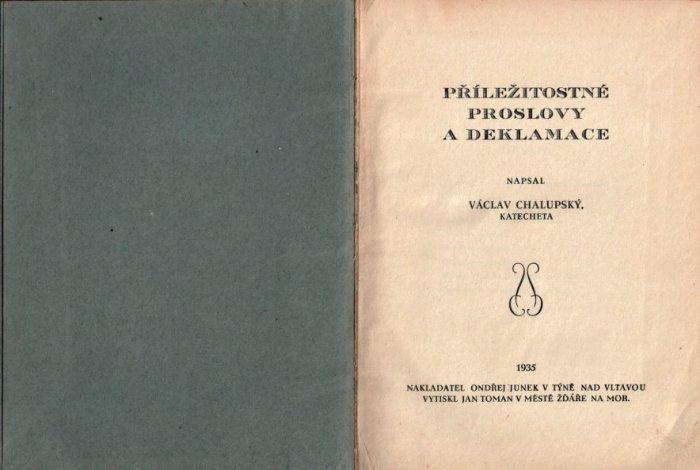 PŘÍLEŽITOSTNÉ
PROSLOVY
A DEKLAMACE
NAPSAL
VÁCLAV CHALUPSKÝ,
KATECHETA
1935
NAKLADATEL ONDŘEJ JUNEK V TÝNĚ NAD VLTAVOU
VYTISKL JAN TOMAN V MĚSTĚ ŽĎÁŘE NA MOR.